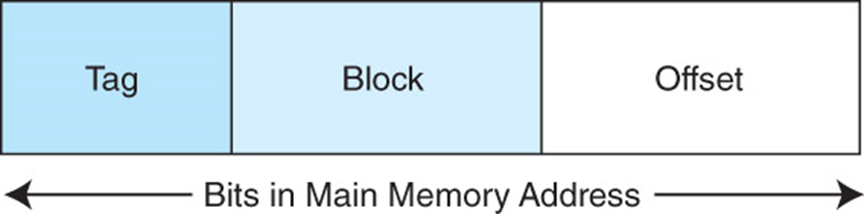 Tag Block Offset
Bits in Main Memory Address